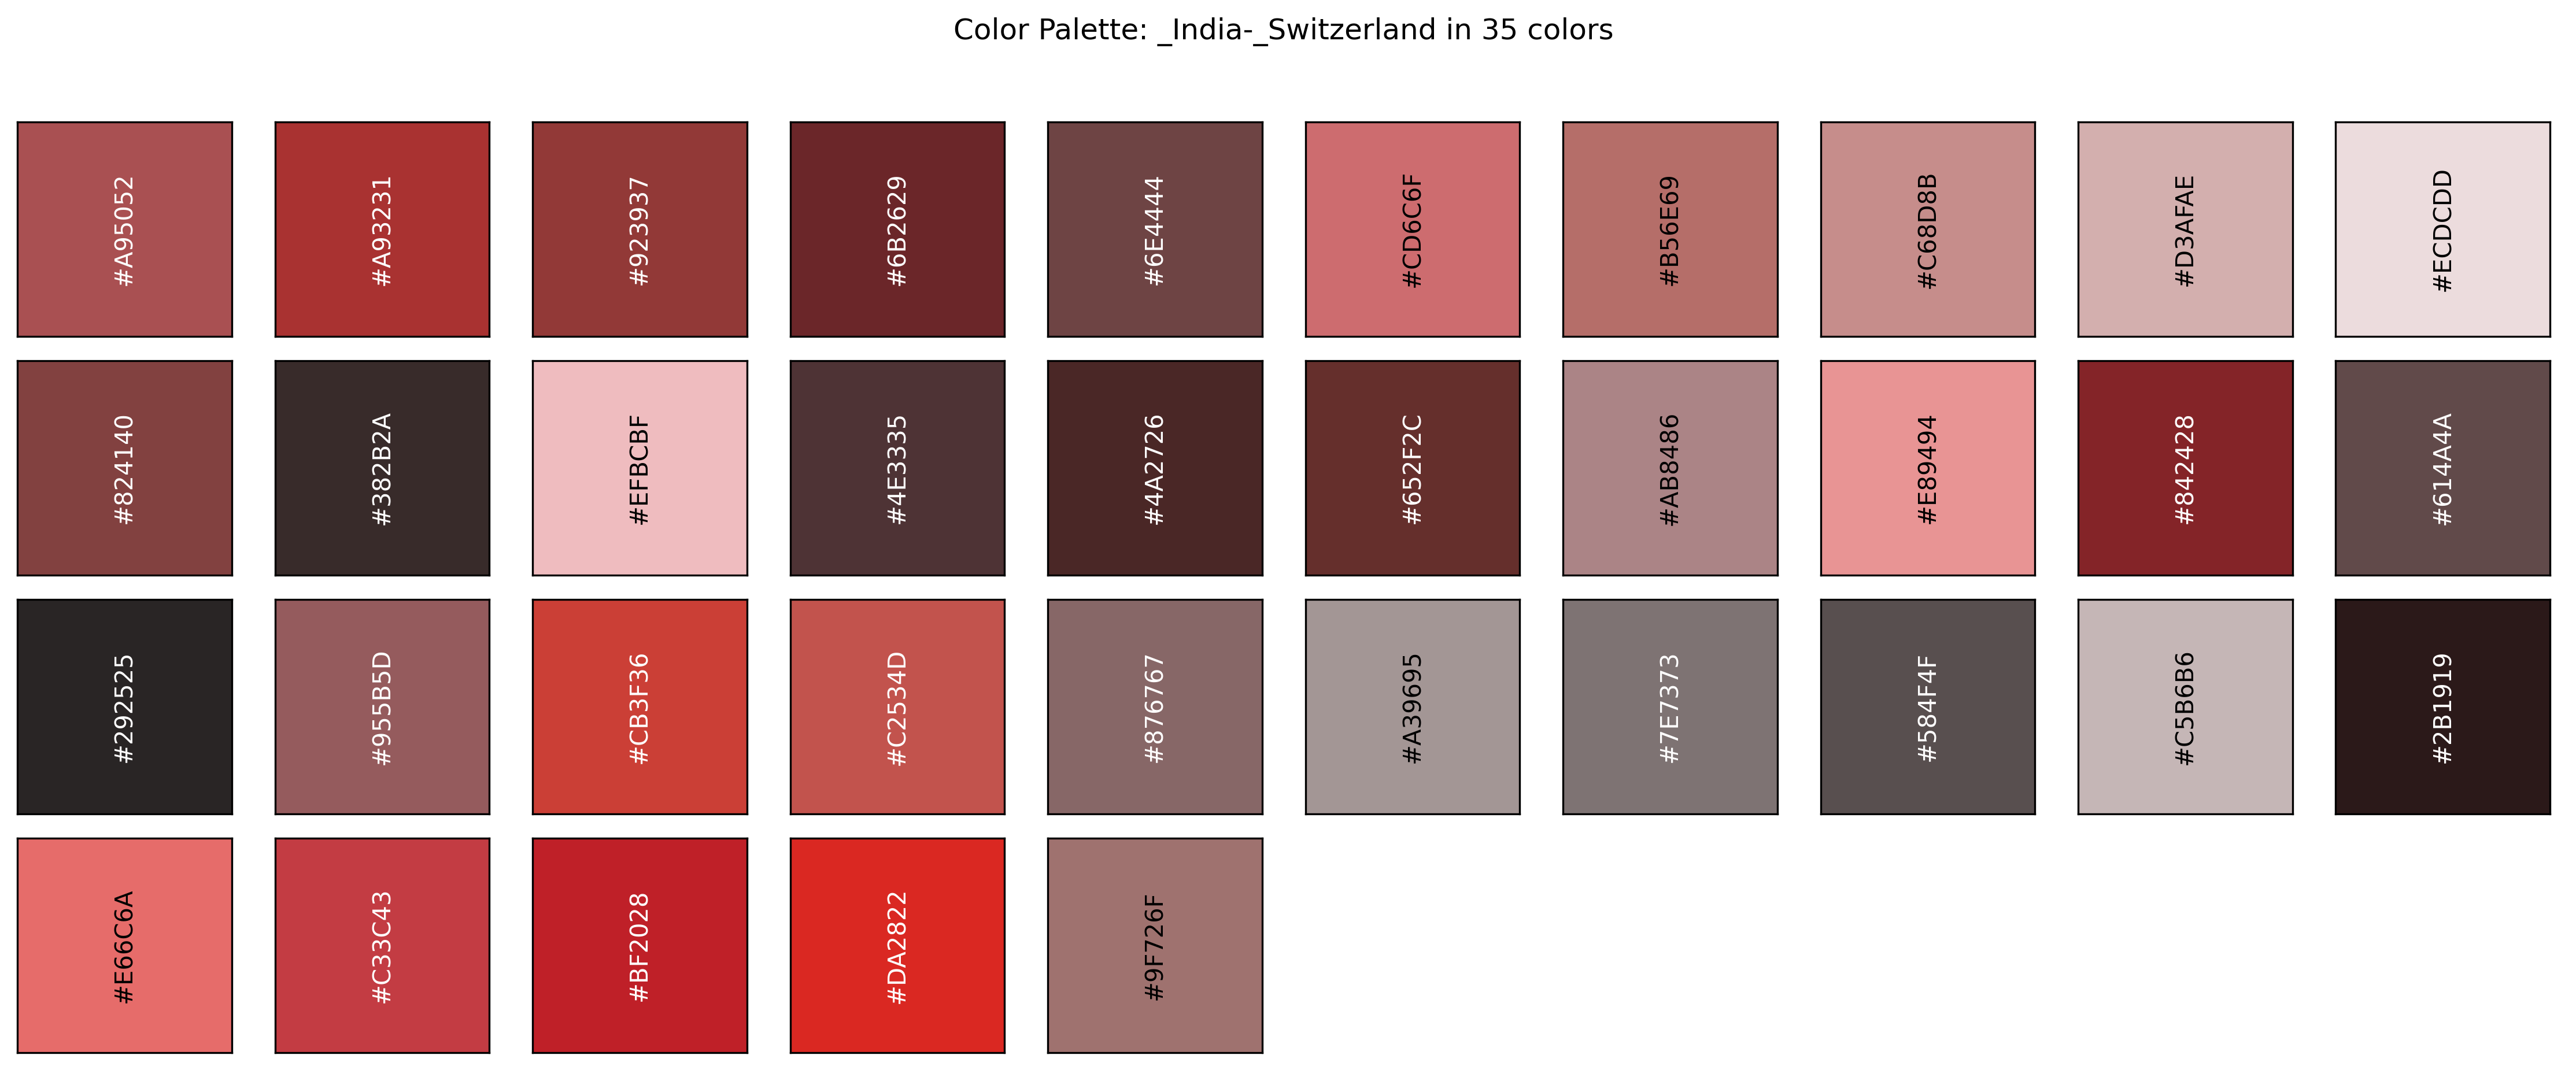 Color Palette: _India-_Switzerland in 35 colors
#A95052
#A93231
#923937
#6B2629
#6E4444
#CD6C6F
#B56E69
#C68D8B
#D3AFAE
#ECDCDD
#824140
#382B2A
#EFBCBF
#4E3335
#4A2726
#652F2C
#AB8486
#E89494
#842428
#614A4A
#292525
#955B5D
#CB3F36
#C2534D
#876767
#A39695
#7E7373
#584F4F
#C5B6B6
#2B1919
#E66C6A
#C33C43
#BF2028
#DA2822
#9F726F